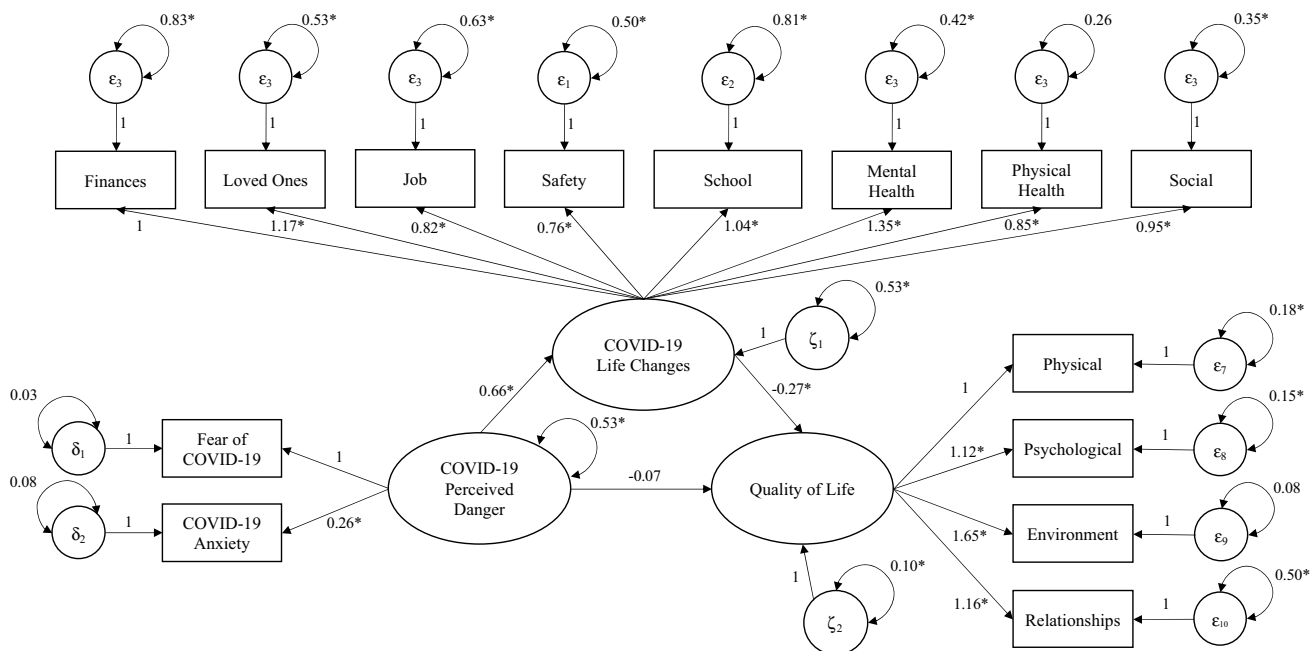 0.83* 0.53* 0.63* 0.50* 0.81* 0.42* 0.26 0.35*
ε3 ε3 ε3 ε1 ε2 ε3 ε3 ε3
1 1 1 1 1 1 1 1
Finances Loved Ones Job Safety School Mental Health Physical Health Social
1 1.17* 0.82* 0.76* 1.04* 1.35* 0.85* 0.95*
0.53*
1
ζ1
COVID-19
Life Changes
0.66*
-0.27*
0.03
δ1
1
Fear of
COVID-19
1
0.08
δ2
1
COVID-19
Anxiety
0.26*
0.53*
COVID-19
Perceived
Danger
-0.07
Quality of Life
1
0.10*
ζ2
1
Physical
1
0.18*
ε7
1.12*
Psychological
1
0.15*
ε8
1.65*
Environment
1
0.08
ε9
1.16*
Relationships
1
0.50*
ε10